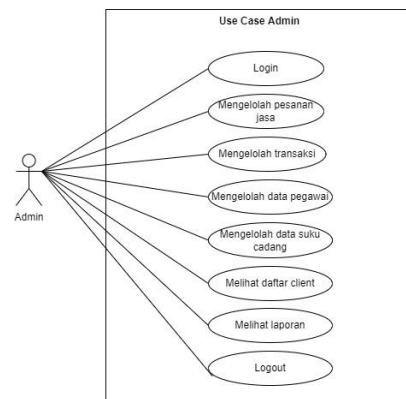 Use Case Admin
Login
Mengelolah pesanan
jasa
Mengelolah transaksi
Mengelolah data pegawai
Mengelolah data suku
cadang
Melihat daftar client
Melihat laporan
Logout
Admin